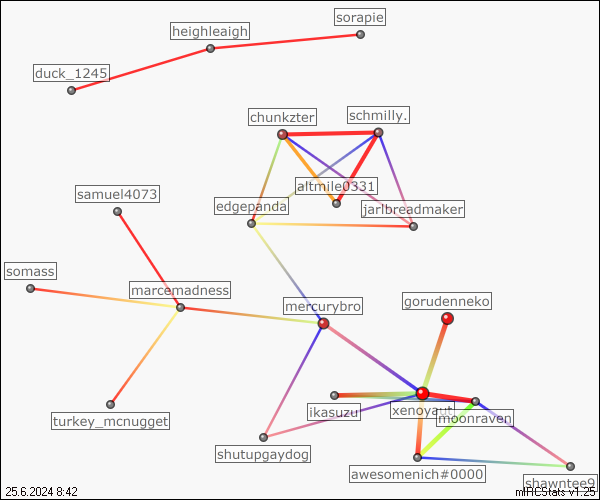 sorapie
heighleaigh
duck_1245
chunkzter
schmilly.
altmile0331
samuel4073
edgepanda
jarlbreadmaker
somass
marcemadness
mercurybro
gorudenneko
ikasuzu
xenoyaut
moonraven
turkey_mcnugget
shutupgaydog
awesomenich#0000
shawntee9
25.6.2024 8:42
mIRCStats v1.25